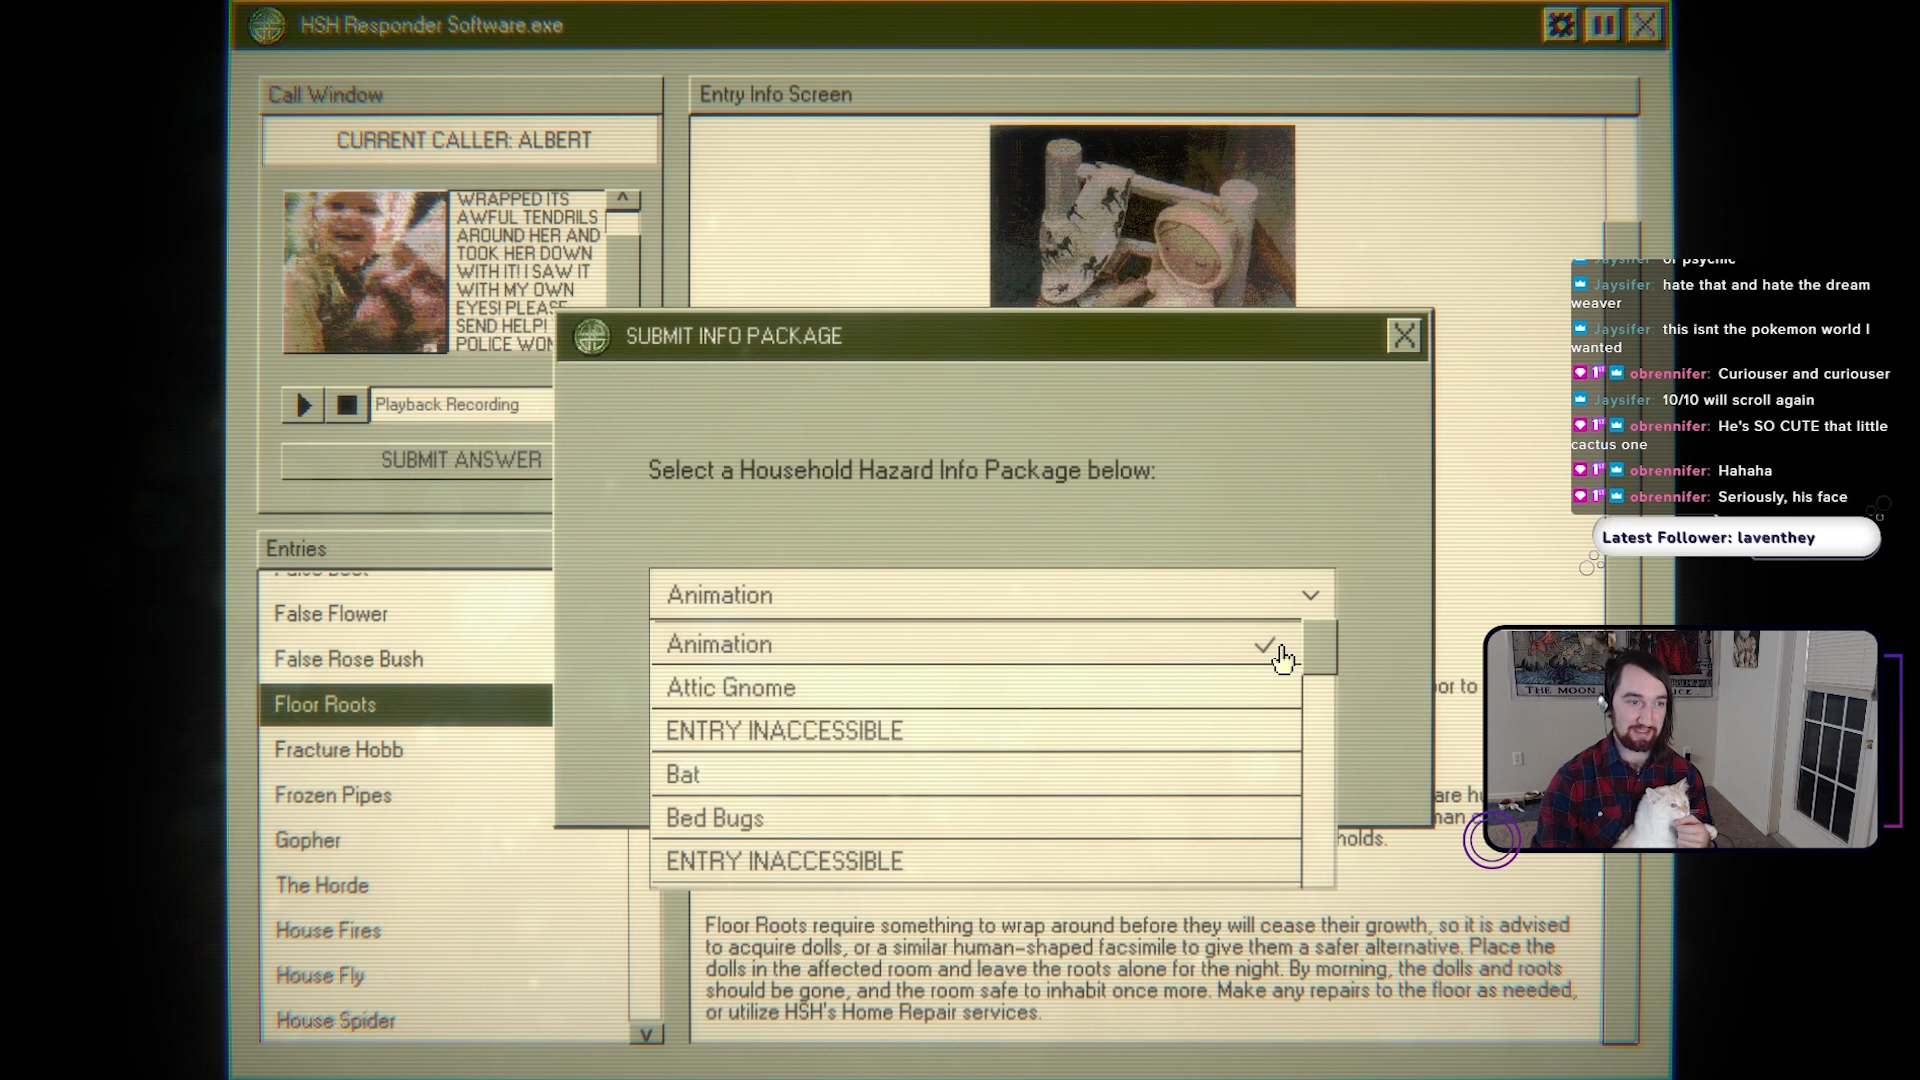 HSH Responder Software.exe
Call Window
CURRENT CALLER: ALBERT
WRAPPED ITS
AWFUL TENDRILS
AROUND HER AND
TOOK HER DOWN
WITH IT! I SAW IT
WITH MY OWN
EYES! PLEASE
SEND HELP!
POLICE WON
Playback Recording
SUBMIT ANSWER
Entries
False Flower
False Rose Bush
Floor Roots
Fracture Hobb
Frozen Pipes
Gopher
The Horde
House Fires
House Fly
House Spider
Entry Info Screen
SUBMIT INFO PACKAGE
Select a Household Hazard Info Package below:
Animation
Animation
Attic Gnome
ENTRY INACCESSIBLE
Bat
Bed Bugs
ENTRY INACCESSIBLE
or to
are hu
holds.
Floor Roots require something to wrap around before they will cease their growth, so it is advised
to acquire dolls, or a similar human-shaped facsimile to give them a safer alternative. Place the
dolls in the affected room and leave the roots alone for the night. By morning, the dolls and roots
should be gone, and the room safe to inhabit once more. Make any repairs to the floor as needed,
or utilize HSH's Home Repair services.
Jaysifer: or psychic
Jaysifer: hate that and hate the dream
weaver
Jaysifer: this isnt the pokemon world I
wanted
obrennifer: Curiouser and curiouser
Jaysifer: 10/10 will scroll again
obrennifer: He's SO CUTE that little
cactus one
obrennifer: Hahaha
obrennifer: Seriously, his face
Latest Follower: laventhey
THE MOON